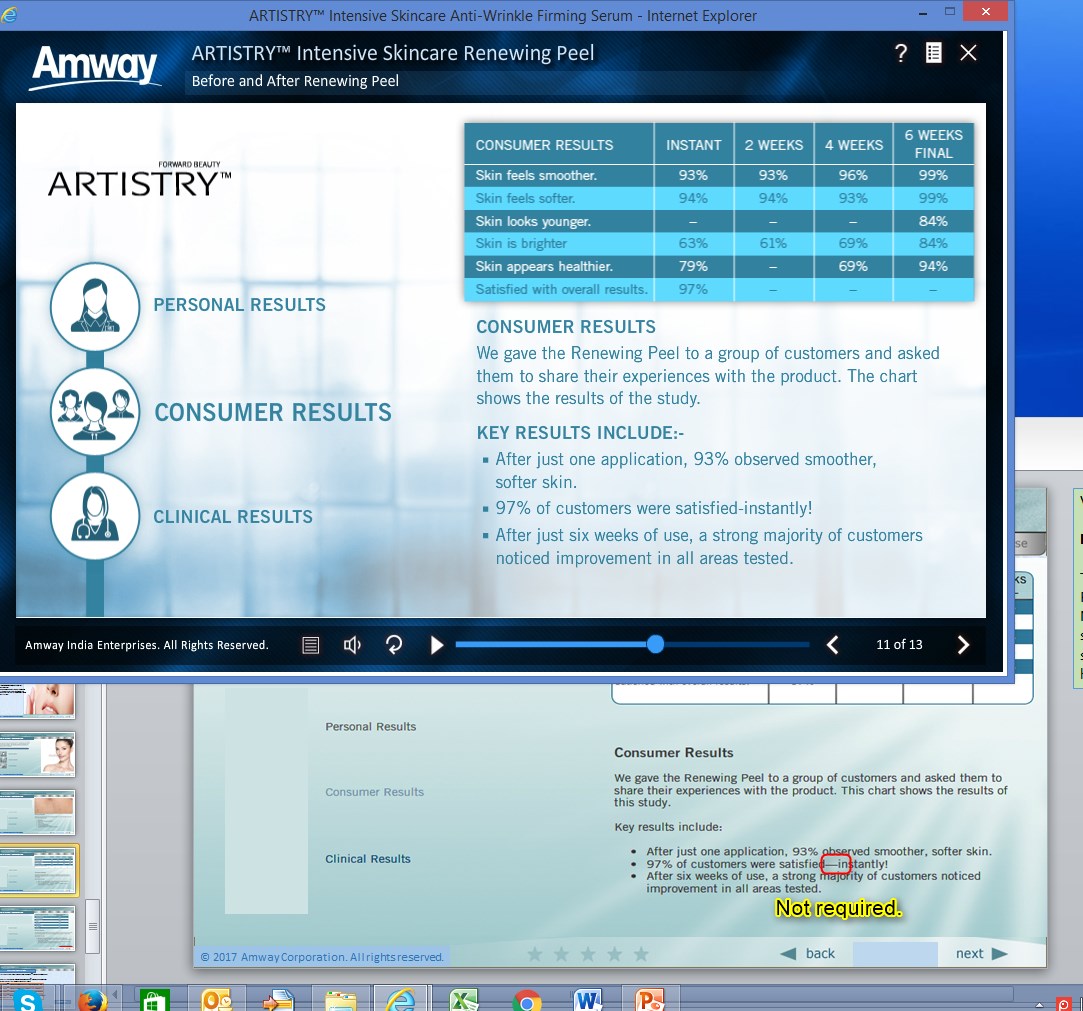 ARTISTRY™ Intensive Skincare Anti-Wrinkle Firming Serum - Internet Explorer
Amway
ARTISTRY™ Intensive Skincare Renewing Peel
Before and After Renewing Peel
?
FORWARD BEAUTY
ARTISTRY™
PERSONAL RESULTS
CONSUMER RESULTS
CLINICAL RESULTS
CONSUMER RESULTS INSTANT 2 WEEKS 4 WEEKS 6 WEEKS FINAL
Skin feels smoother. 93% 93% 96% 99%
Skin feels softer. 94% 94% 93% 99%
Skin looks younger. – – – 84%
Skin is brighter 63% 61% 69% 84%
Skin appears healthier. 79% – 69% 94%
Satisfied with overall results. 97% – – –
CONSUMER RESULTS
We gave the Renewing Peel to a group of customers and asked
them to share their experiences with the product. The chart
shows the results of the study.
KEY RESULTS INCLUDE:-
▪ After just one application, 93% observed smoother,
softer skin.
▪ 97% of customers were satisfied-instantly!
▪ After just six weeks of use, a strong majority of customers
noticed improvement in all areas tested.
Amway India Enterprises. All Rights Reserved.
11 of 13
Personal Results
Consumer Results
Clinical Results
Consumer Results
We gave the Renewing Peel to a group of customers and asked them to
share their experiences with the product. This chart shows the results of
this study.
Key results include:
• After just one application, 93% observed smoother, softer skin.
• 97% of customers were satisfied—instantly!
• After six weeks of use, a strong majority of customers noticed
improvement in all areas tested.
Not required.
© 2017 Amway Corporation. All rights reserved.
back
next